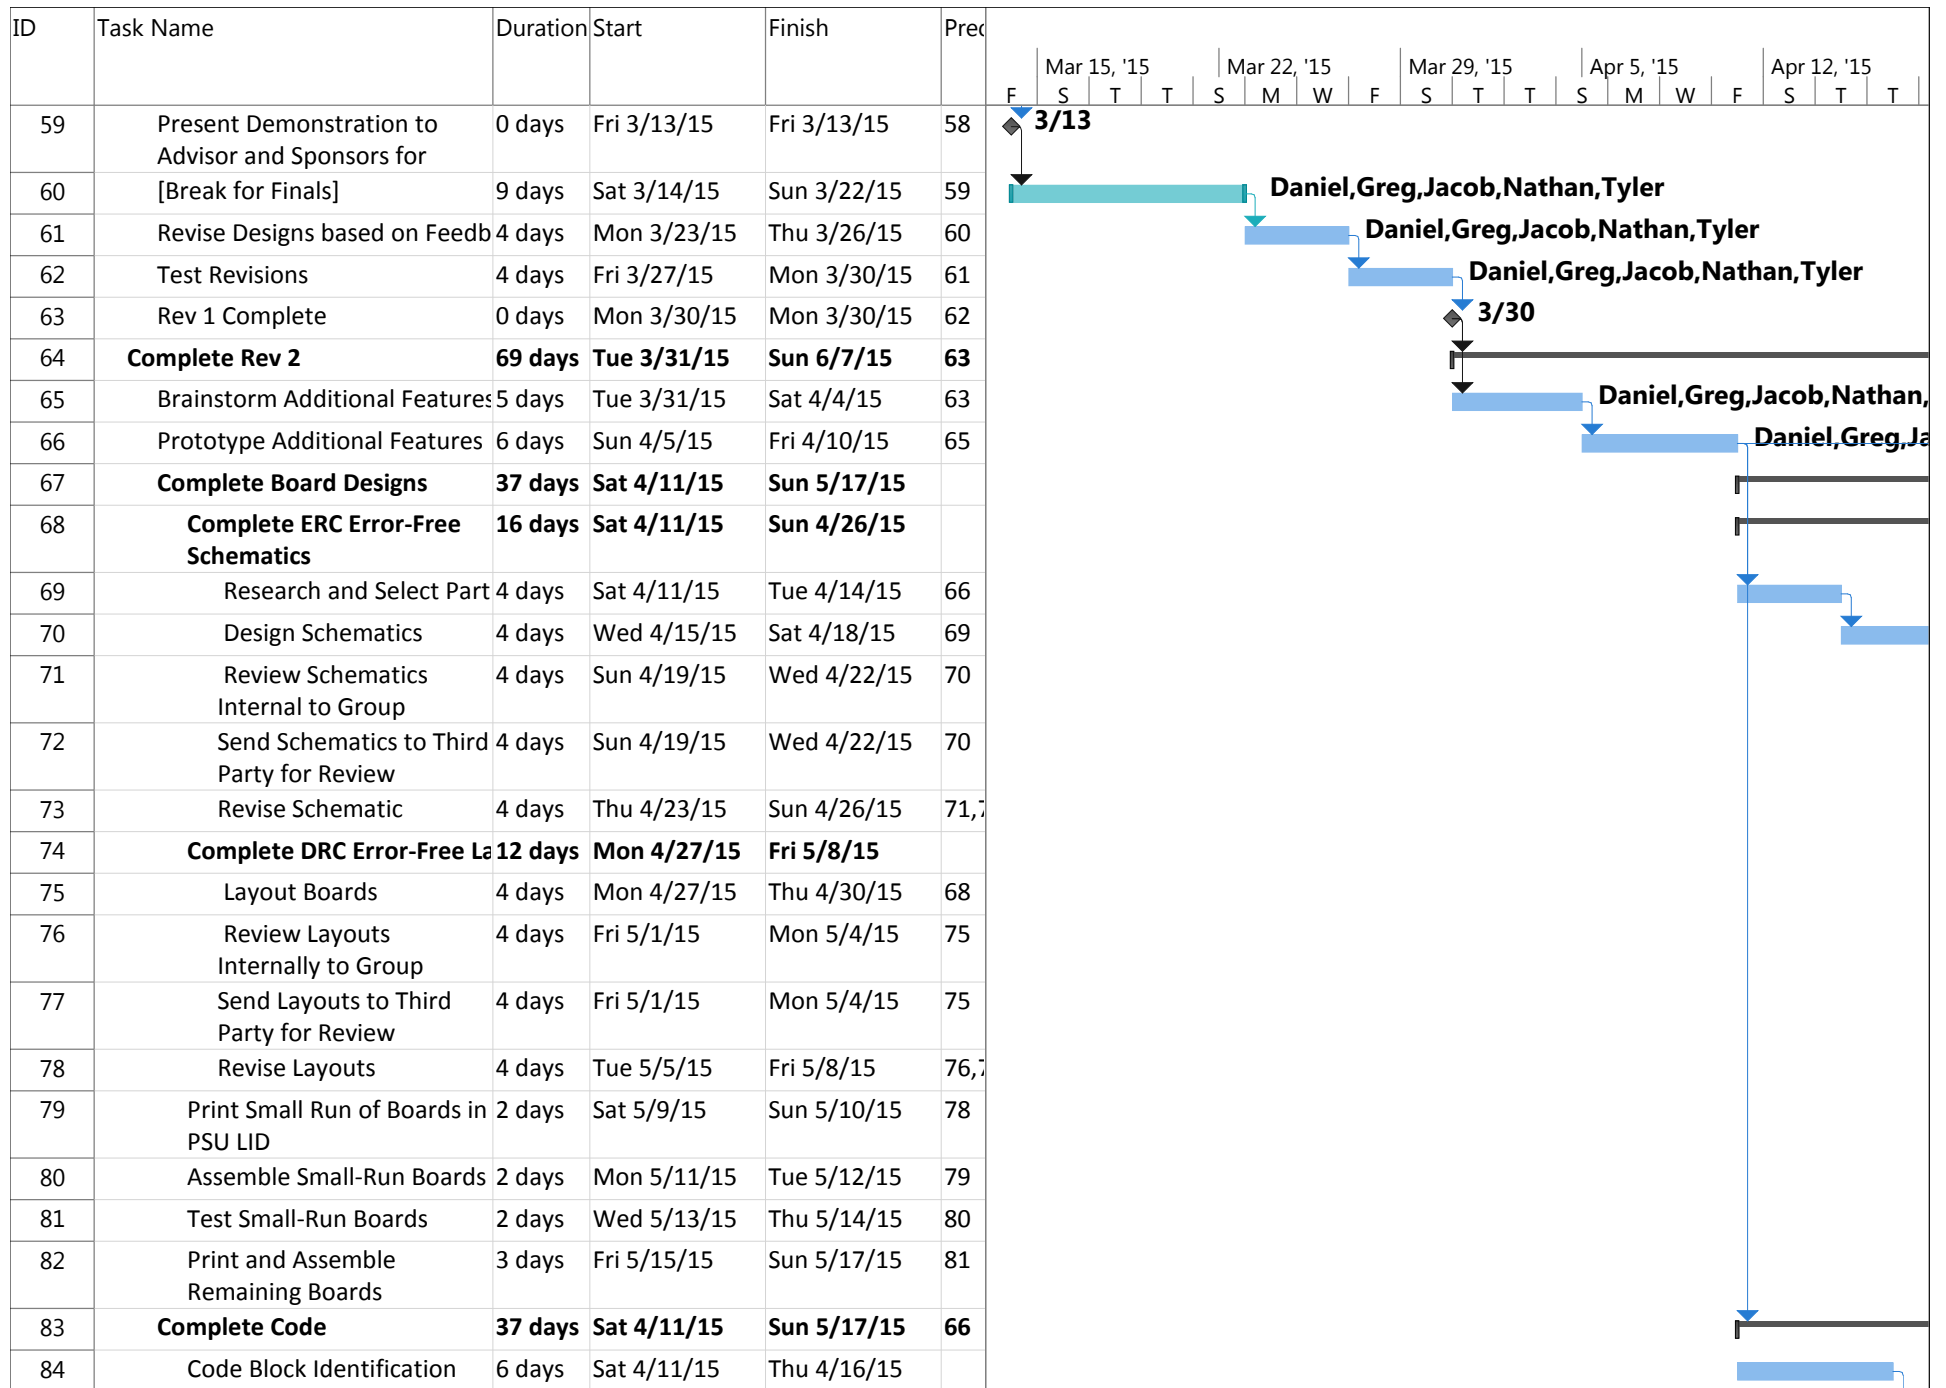 ID Task Name Duration Start Finish Pred
Mar 15, '15 Mar 22, '15 Mar 29, '15 Apr 5, '15 Apr 12, '15
F S T T S M W F S T T S M W F S T T
59 Present Demonstration to 0 days Fri 3/13/15 Fri 3/13/15 58 3/13
Advisor and Sponsors for
60 [Break for Finals] 9 days Sat 3/14/15 Sun 3/22/15 59 Daniel,Greg,Jacob,Nathan,Tyler
61 Revise Designs based on Feedb 4 days Mon 3/23/15 Thu 3/26/15 60 Daniel,Greg,Jacob,Nathan,Tyler
62 Test Revisions 4 days Fri 3/27/15 Mon 3/30/15 61 Daniel,Greg,Jacob,Nathan,Tyler
63 Rev 1 Complete 0 days Mon 3/30/15 Mon 3/30/15 62 3/30
64 Complete Rev 2 69 days Tue 3/31/15 Sun 6/7/15 63
65 Brainstorm Additional Features 5 days Tue 3/31/15 Sat 4/4/15 63 Daniel,Greg,Jacob,Nathan,
66 Prototype Additional Features 6 days Sun 4/5/15 Fri 4/10/15 65 Daniel,Greg,Ja
67 Complete Board Designs 37 days Sat 4/11/15 Sun 5/17/15
68 Complete ERC Error-Free 16 days Sat 4/11/15 Sun 4/26/15
Schematics
69 Research and Select Part 4 days Sat 4/11/15 Tue 4/14/15 66
70 Design Schematics 4 days Wed 4/15/15 Sat 4/18/15 69
71 Review Schematics 4 days Sun 4/19/15 Wed 4/22/15 70
Internal to Group
72 Send Schematics to Third 4 days Sun 4/19/15 Wed 4/22/15 70
Party for Review
73 Revise Schematic 4 days Thu 4/23/15 Sun 4/26/15 71,7
74 Complete DRC Error-Free La 12 days Mon 4/27/15 Fri 5/8/15
75 Layout Boards 4 days Mon 4/27/15 Thu 4/30/15 68
76 Review Layouts 4 days Fri 5/1/15 Mon 5/4/15 75
Internally to Group
77 Send Layouts to Third 4 days Fri 5/1/15 Mon 5/4/15 75
Party for Review
78 Revise Layouts 4 days Tue 5/5/15 Fri 5/8/15 76,7
79 Print Small Run of Boards in 2 days Sat 5/9/15 Sun 5/10/15 78
PSU LID
80 Assemble Small-Run Boards 2 days Mon 5/11/15 Tue 5/12/15 79
81 Test Small-Run Boards 2 days Wed 5/13/15 Thu 5/14/15 80
82 Print and Assemble 3 days Fri 5/15/15 Sun 5/17/15 81
Remaining Boards
83 Complete Code 37 days Sat 4/11/15 Sun 5/17/15 66
84 Code Block Identification 6 days Sat 4/11/15 Thu 4/16/15